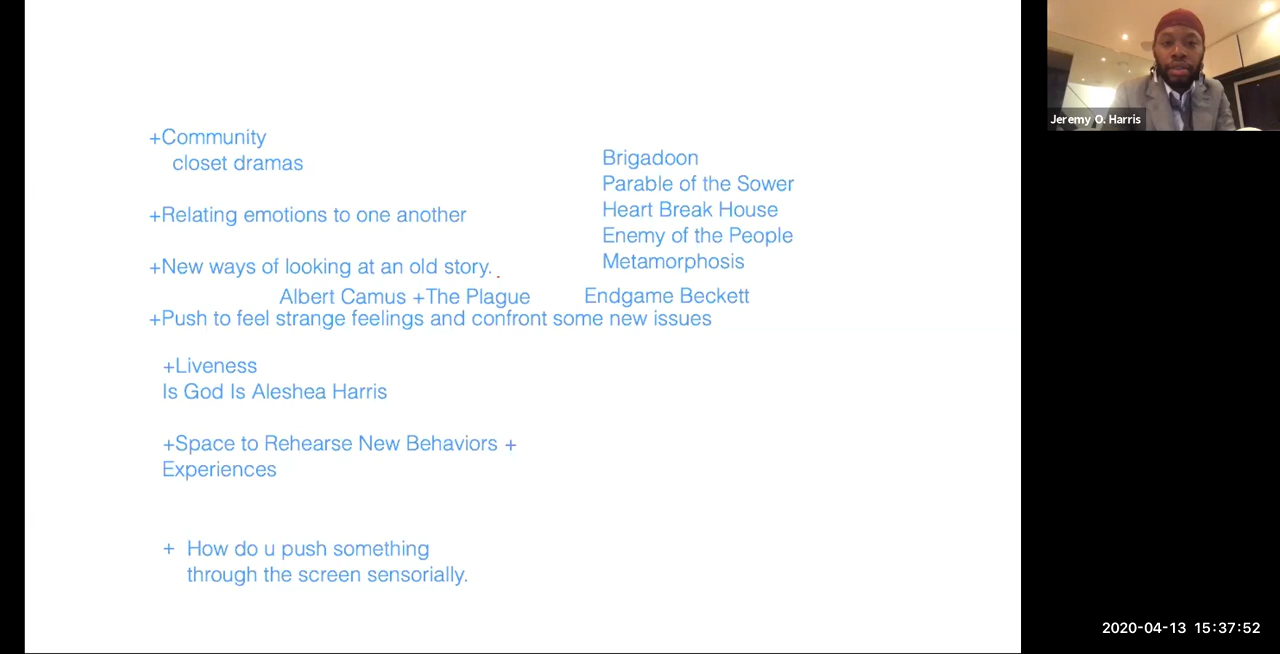 +Community
closet dramas
+Relating emotions to one another
+New ways of looking at an old story.
Albert Camus +The Plague
+Push to feel strange feelings and confront some new issues
+Liveness
Is God Is Aleshea Harris
+Space to Rehearse New Behaviors +
Experiences
+ How do u push something
through the screen sensorially.
Brigadoon
Parable of the Sower
Heart Break House
Enemy of the People
Metamorphosis
Endgame Beckett
Jeremy O. Harris
2020-04-13 15:37:52